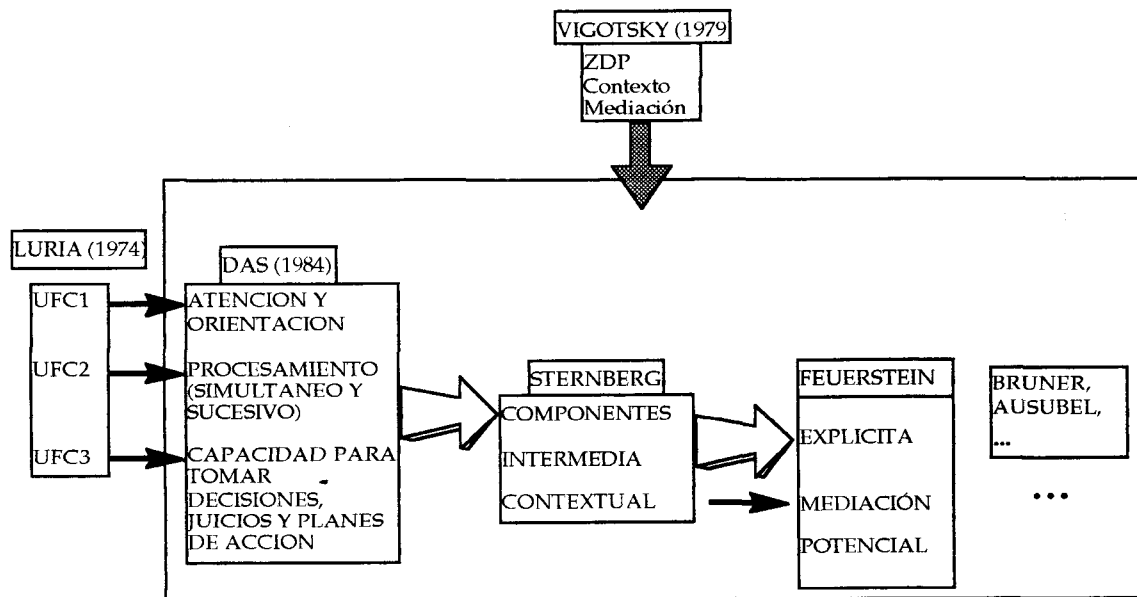 VIGOTSKY (1979
ZDP
Contexto
Mediación
LURIA (1974)
UFC1
UFC2
UFC3
DAS (1984)
ATENCION Y
ORIENTACION
PROCESAMIENTO
(SIMULTANEO Y
SUCESIVO)
CAPACIDAD PARA
TOMAR
DECISIONES,
JUICIOS Y PLANES
DE ACCION
STERNBERG
COMPONENTES
INTERMEDIA
CONTEXTUAL
FEUERSTEIN
EXPLICITA
MEDIACIÓN
POTENCIAL
BRUNER,
AUSUBEL,
...
...